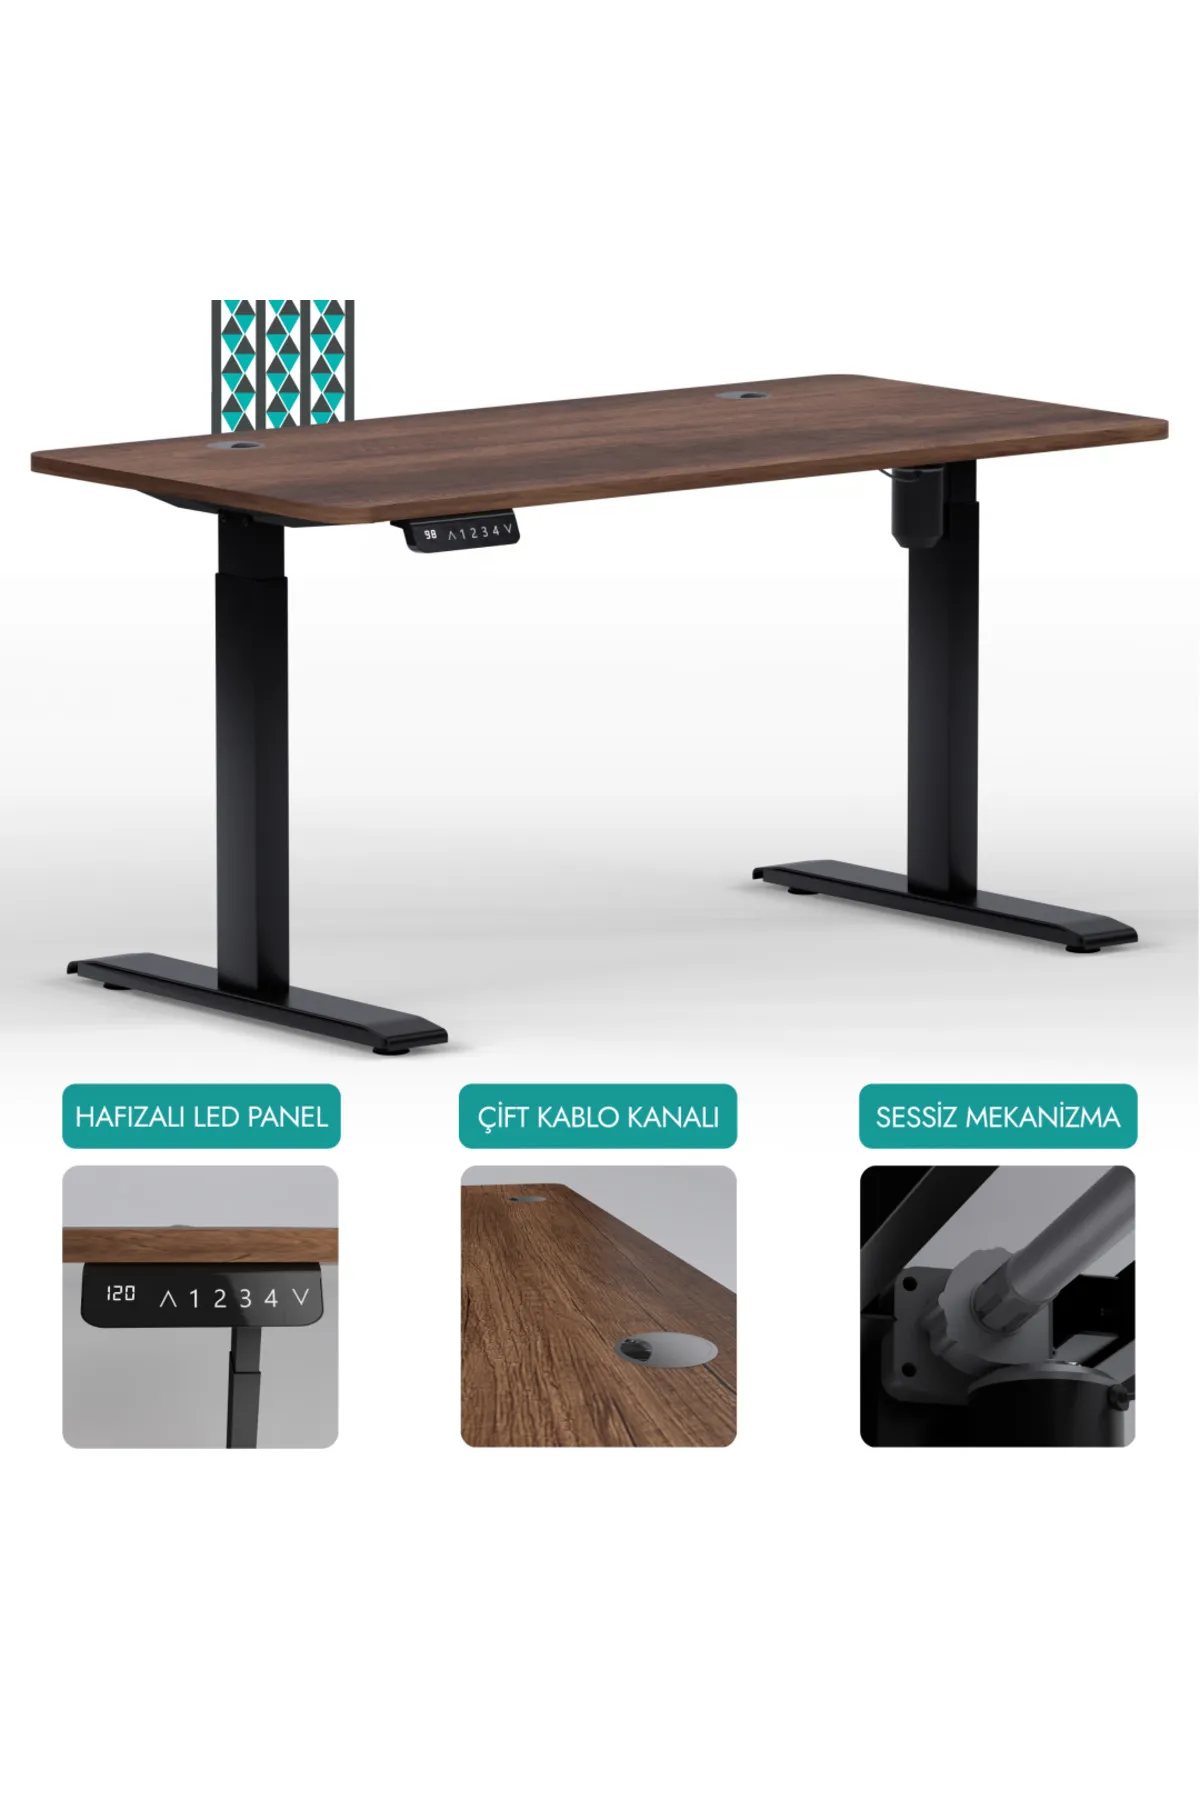 98 ∧ 1 2 3 4 ∨
HAFIZALI LED PANEL
ÇİFT KABLO KANALI
SESSİZ MEKANİZMA
120 ∧ 1 2 3 4 ∨